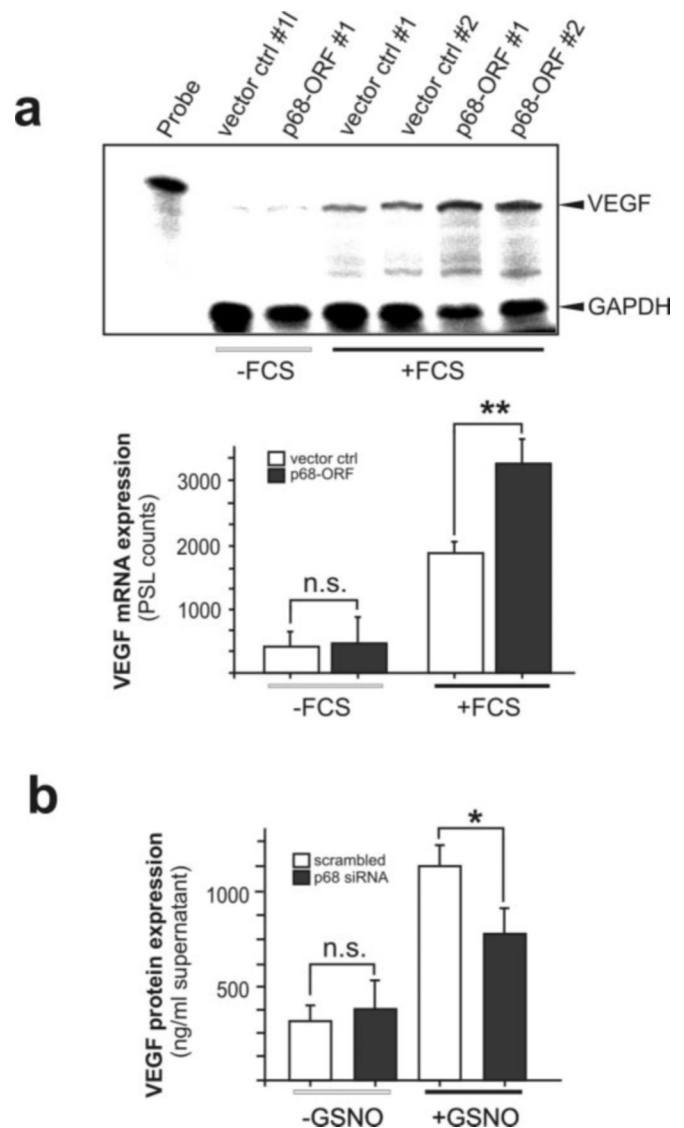 a
Probe
vector ctrl #1l
p68-ORF #1
vector ctrl #1
vector ctrl #2
p68-ORF #1
p68-ORF #2
VEGF
GAPDH
-FCS
+FCS
VEGF mRNA expression
(PSL counts)
3000
2000
1000
vector ctrl
p68-ORF
n.s.
**
-FCS
+FCS
b
VEGF protein expression
(ng/ml supernatant)
1000
500
scrambled
p68 siRNA
n.s.
*
-GSNO
+GSNO